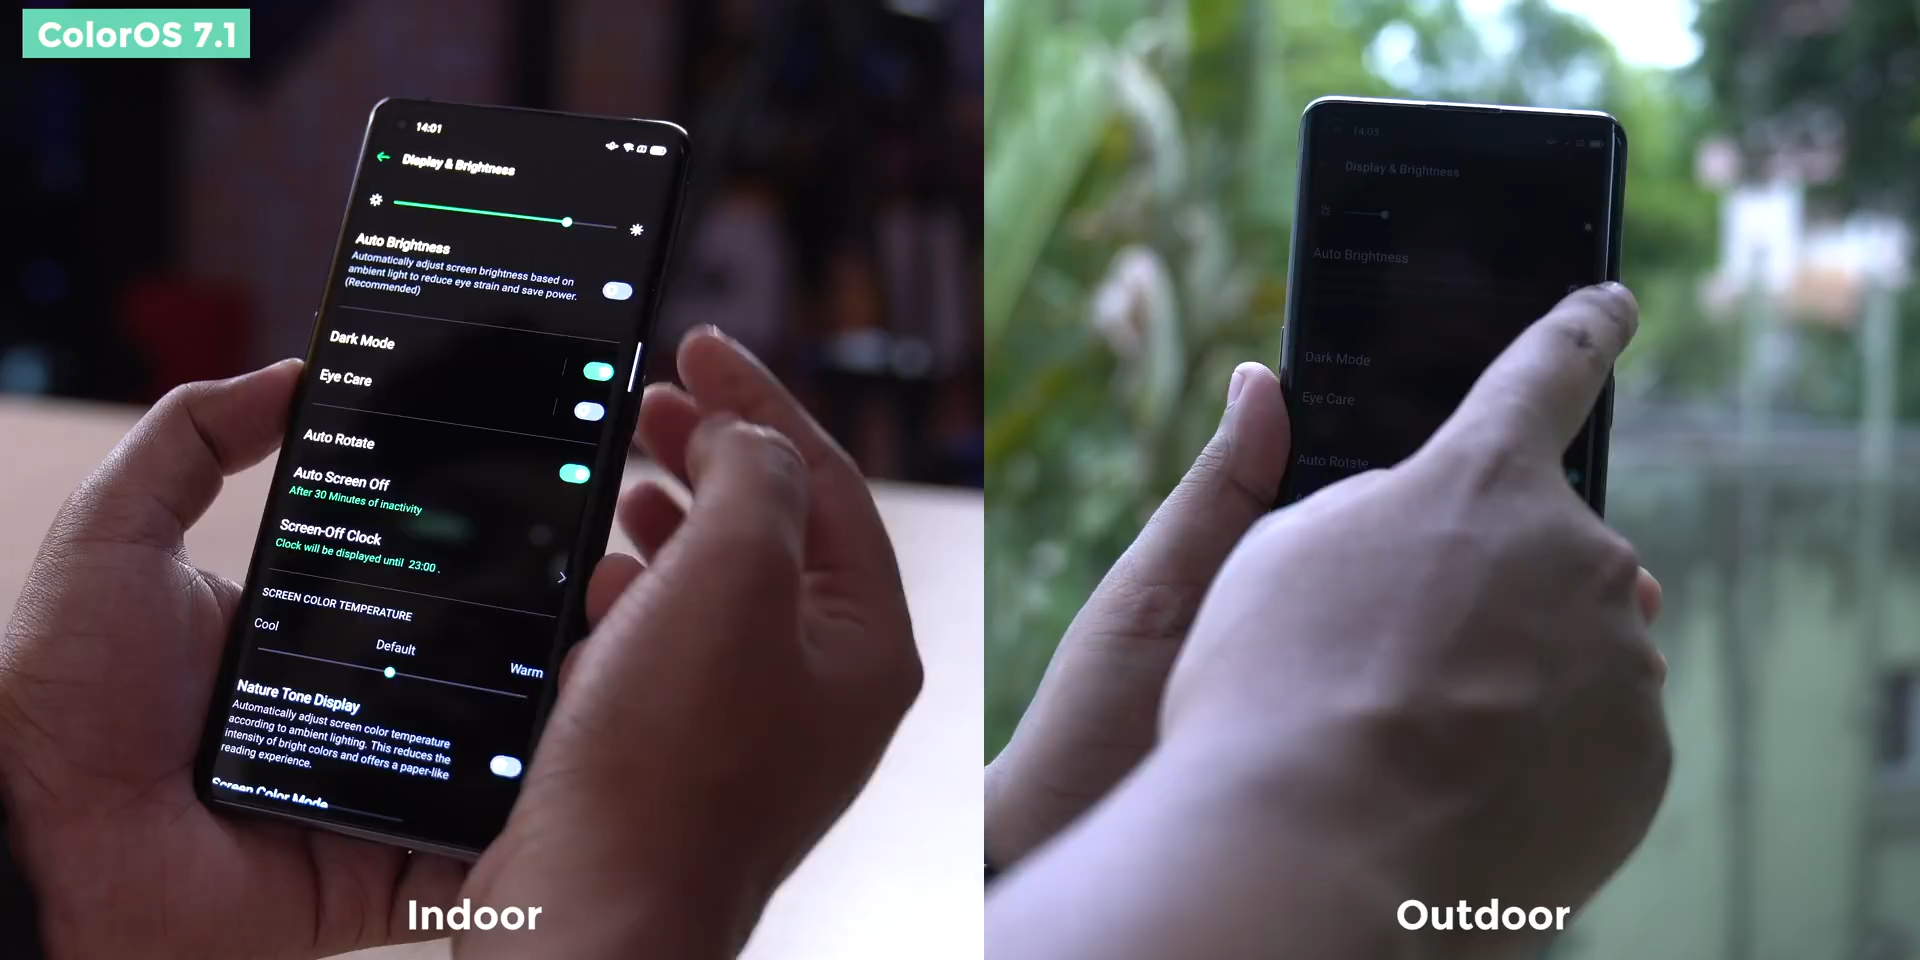 ColorOS 7.1
14:01
Display & Brightness
Auto Brightness
Automatically adjust screen brightness based on
ambient light to reduce eye strain and save power.
(Recommended)
Dark Mode
Eye Care
Auto Rotate
Auto Screen Off
After 30 Minutes of inactivity
Screen-Off Clock
Clock will be displayed until 23:00 .
SCREEN COLOR TEMPERATURE
Cool
Default
Warm
Nature Tone Display
Automatically adjust screen color temperature
according to ambient lighting. This reduces the
intensity of bright colors and offers a paper-like
reading experience.
Screen Color Mode
Indoor
14:03
Display & Brightness
Auto Brightness
Dark Mode
Eye Care
Auto Rotate
Outdoor